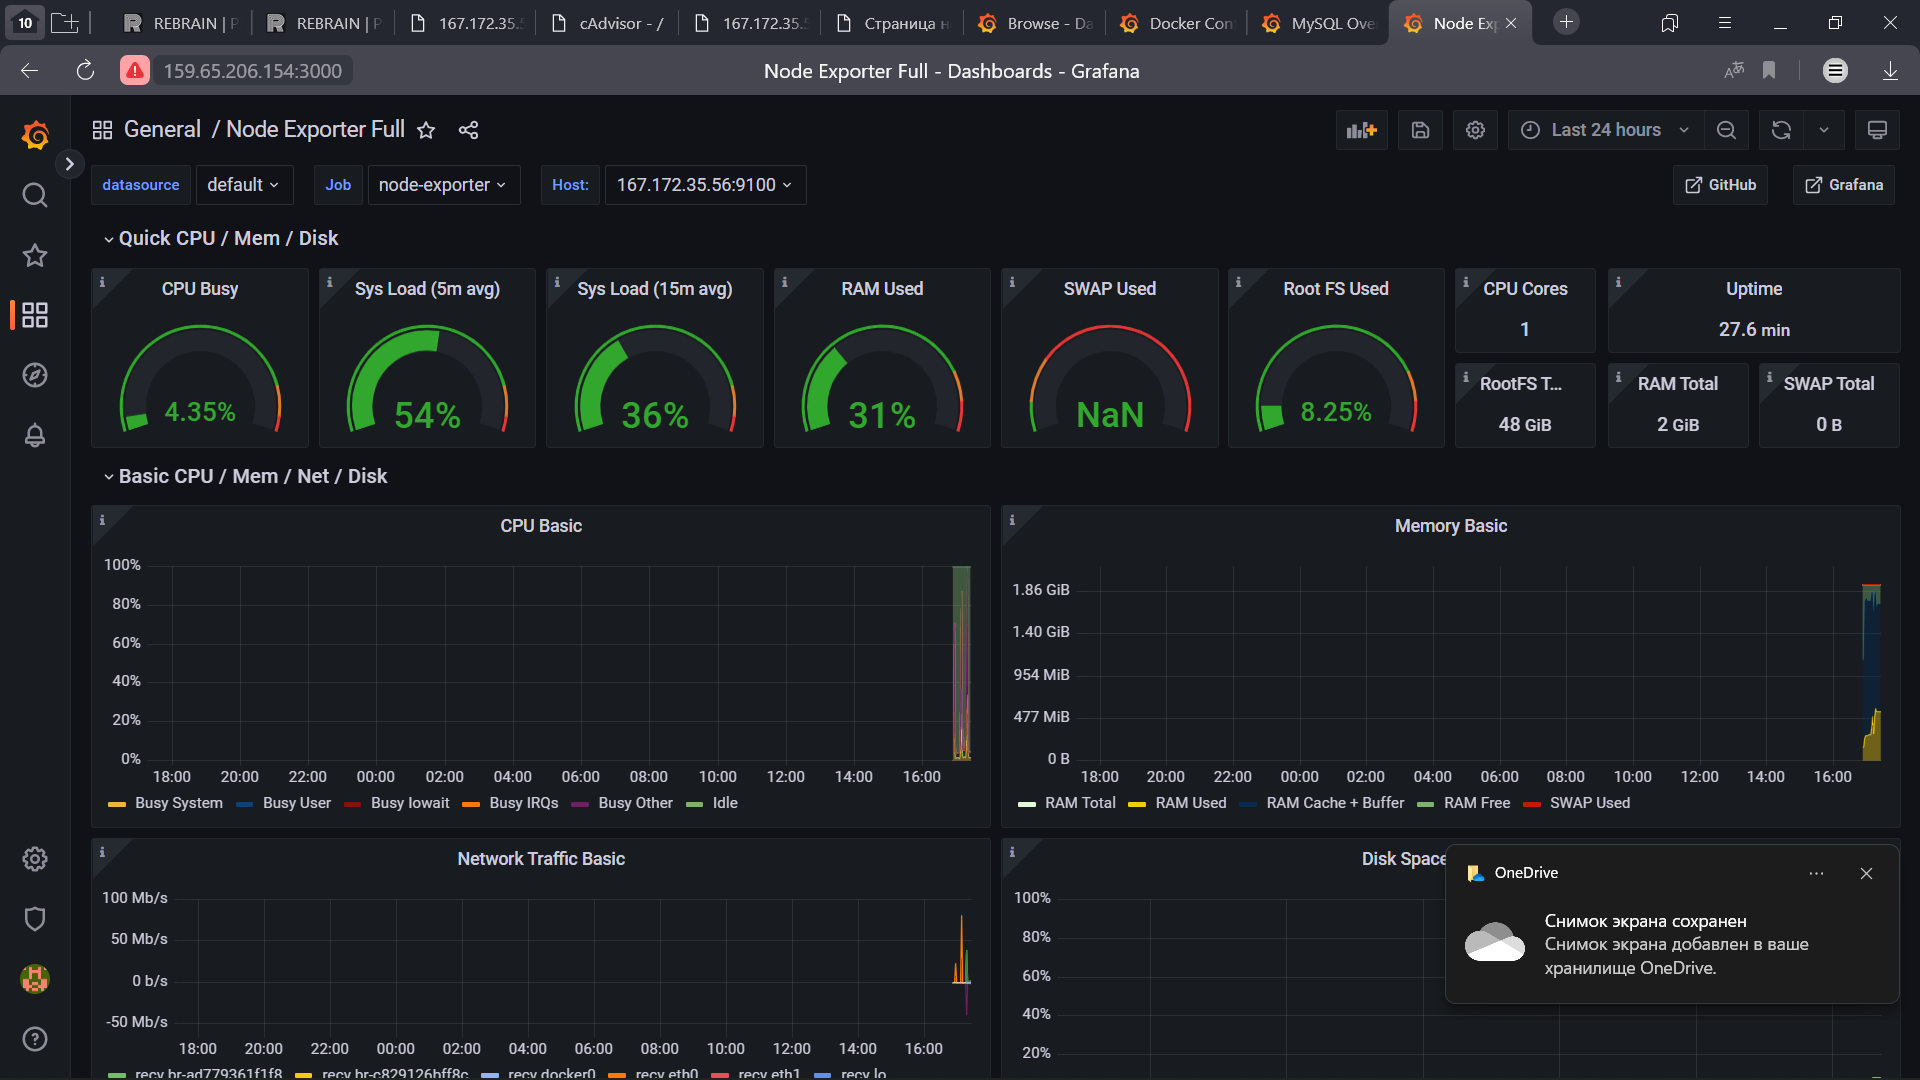 10
REBRAIN | P
REBRAIN | P
167.172.35.5
cAdvisor - /
167.172.35.5
Страница н
Browse - Da
Docker Con
MySQL Ove
Node Exp
159.65.206.154:3000
Node Exporter Full - Dashboards - Grafana
General / Node Exporter Full
Last 24 hours
datasource
default
Job
node-exporter
Host:
167.172.35.56:9100
GitHub
Grafana
Quick CPU / Mem / Disk
CPU Busy
4.35%
Sys Load (5m avg)
54%
Sys Load (15m avg)
36%
RAM Used
31%
SWAP Used
NaN
Root FS Used
8.25%
CPU Cores
1
Uptime
27.6 min
RootFS T...
48 GiB
RAM Total
2 GiB
SWAP Total
0 B
Basic CPU / Mem / Net / Disk
CPU Basic
100%
80%
60%
40%
20%
0%
18:00 20:00 22:00 00:00 02:00 04:00 06:00 08:00 10:00 12:00 14:00 16:00
Busy System Busy User Busy Iowait Busy IRQs Busy Other Idle
Memory Basic
1.86 GiB
1.40 GiB
954 MiB
477 MiB
0 B
18:00 20:00 22:00 00:00 02:00 04:00 06:00 08:00 10:00 12:00 14:00 16:00
RAM Total RAM Used RAM Cache + Buffer RAM Free SWAP Used
Network Traffic Basic
100 Mb/s
50 Mb/s
0 b/s
-50 Mb/s
18:00 20:00 22:00 00:00 02:00 04:00 06:00 08:00 10:00 12:00 14:00 16:00
recv br-ad779361f1f8 recv br-c829126bff8c recv docker0 recv eth0 recv eth1 recv lo
Disk Space
100%
80%
60%
40%
20%
OneDrive
Снимок экрана сохранен
Снимок экрана добавлен в ваше
хранилище OneDrive.